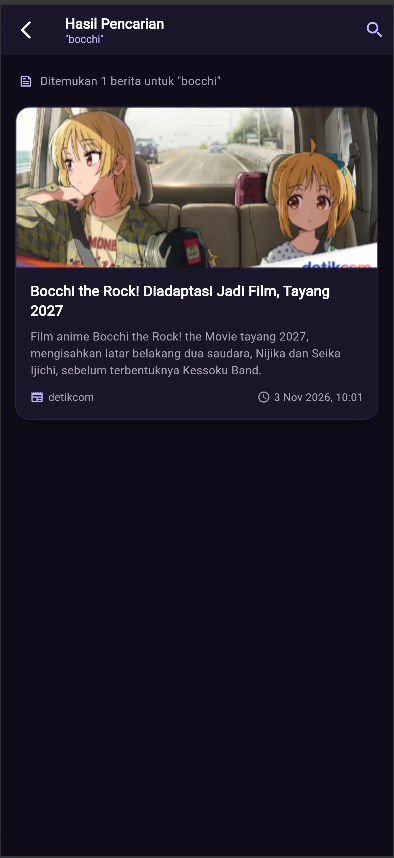 Hasil Pencarian
"bocchi"
Ditemukan 1 berita untuk "bocchi"
MONE
detikcom
Bocchi the Rock! Diadaptasi Jadi Film, Tayang
2027
Film anime Bocchi the Rock! the Movie tayang 2027,
mengisahkan latar belakang dua saudara, Nijika dan Seika
Ijichi, sebelum terbentuknya Kessoku Band.
detikcom
3 Nov 2026, 10:01